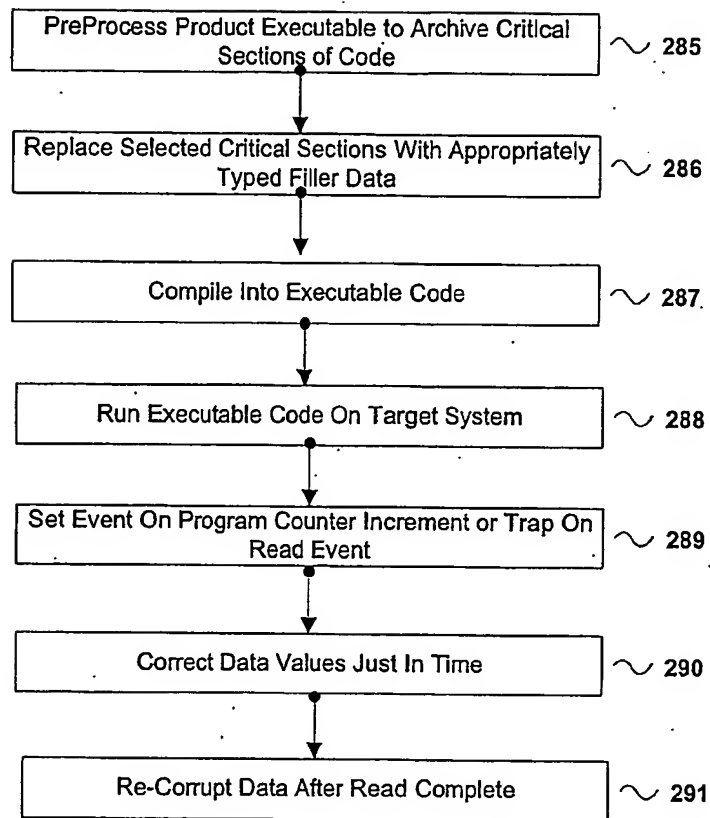 PreProcess Product Executable to Archive Critical
Sections of Code
285
Replace Selected Critical Sections With Appropriately
Typed Filler Data
286
Compile Into Executable Code
287
Run Executable Code On Target System
288
Set Event On Program Counter Increment or Trap On
Read Event
289
Correct Data Values Just In Time
290
Re-Corrupt Data After Read Complete
291